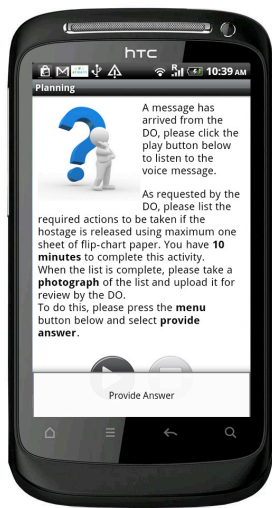 hTC
R
10:39 AM
Planning
A message has
arrived from the
DO, please click the
play button below
to listen to the
voice message.
As requested by the
DO, please list the
required actions to be taken if the
hostage is released using maximum one
sheet of flip-chart paper. You have 10
minutes to complete this activity.
When the list is complete, please take a
photograph of the list and upload it for
review by the DO.
To do this, please press the menu
button below and select provide
answer.
Provide Answer